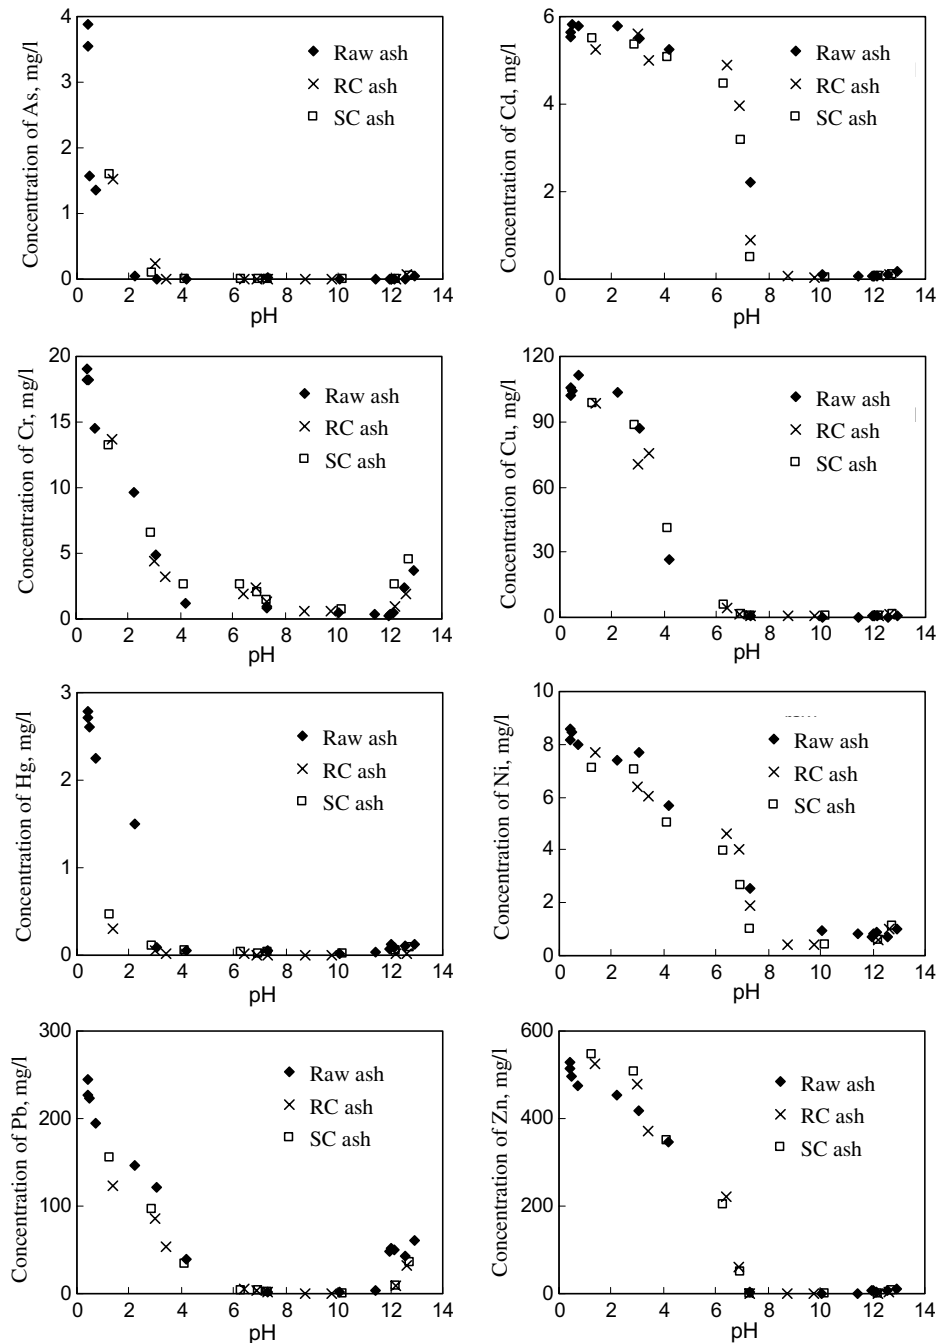 4
3
2
1
0
Concentration of As, mg/l
Raw ash
RC ash
SC ash
0 2 4 6 8 10 12 14
pH
6
4
2
0
Concentration of Cd, mg/l
Raw ash
RC ash
SC ash
0 2 4 6 8 10 12 14
pH
20
15
10
5
0
Concentration of Cr, mg/l
Raw ash
RC ash
SC ash
0 2 4 6 8 10 12 14
pH
120
90
60
30
0
Concentration of Cu, mg/l
Raw ash
RC ash
SC ash
0 2 4 6 8 10 12 14
pH
3
2
1
0
Concentration of Hg, mg/l
Raw ash
RC ash
SC ash
0 2 4 6 8 10 12 14
pH
10
8
6
4
2
0
Concentration of Ni, mg/l
Raw ash
RC ash
SC ash
0 2 4 6 8 10 12 14
pH
300
200
100
0
Concentration of Pb, mg/l
Raw ash
RC ash
SC ash
0 2 4 6 8 10 12 14
pH
600
400
200
0
Concentration of Zn, mg/l
Raw ash
RC ash
SC ash
0 2 4 6 8 10 12 14
pH